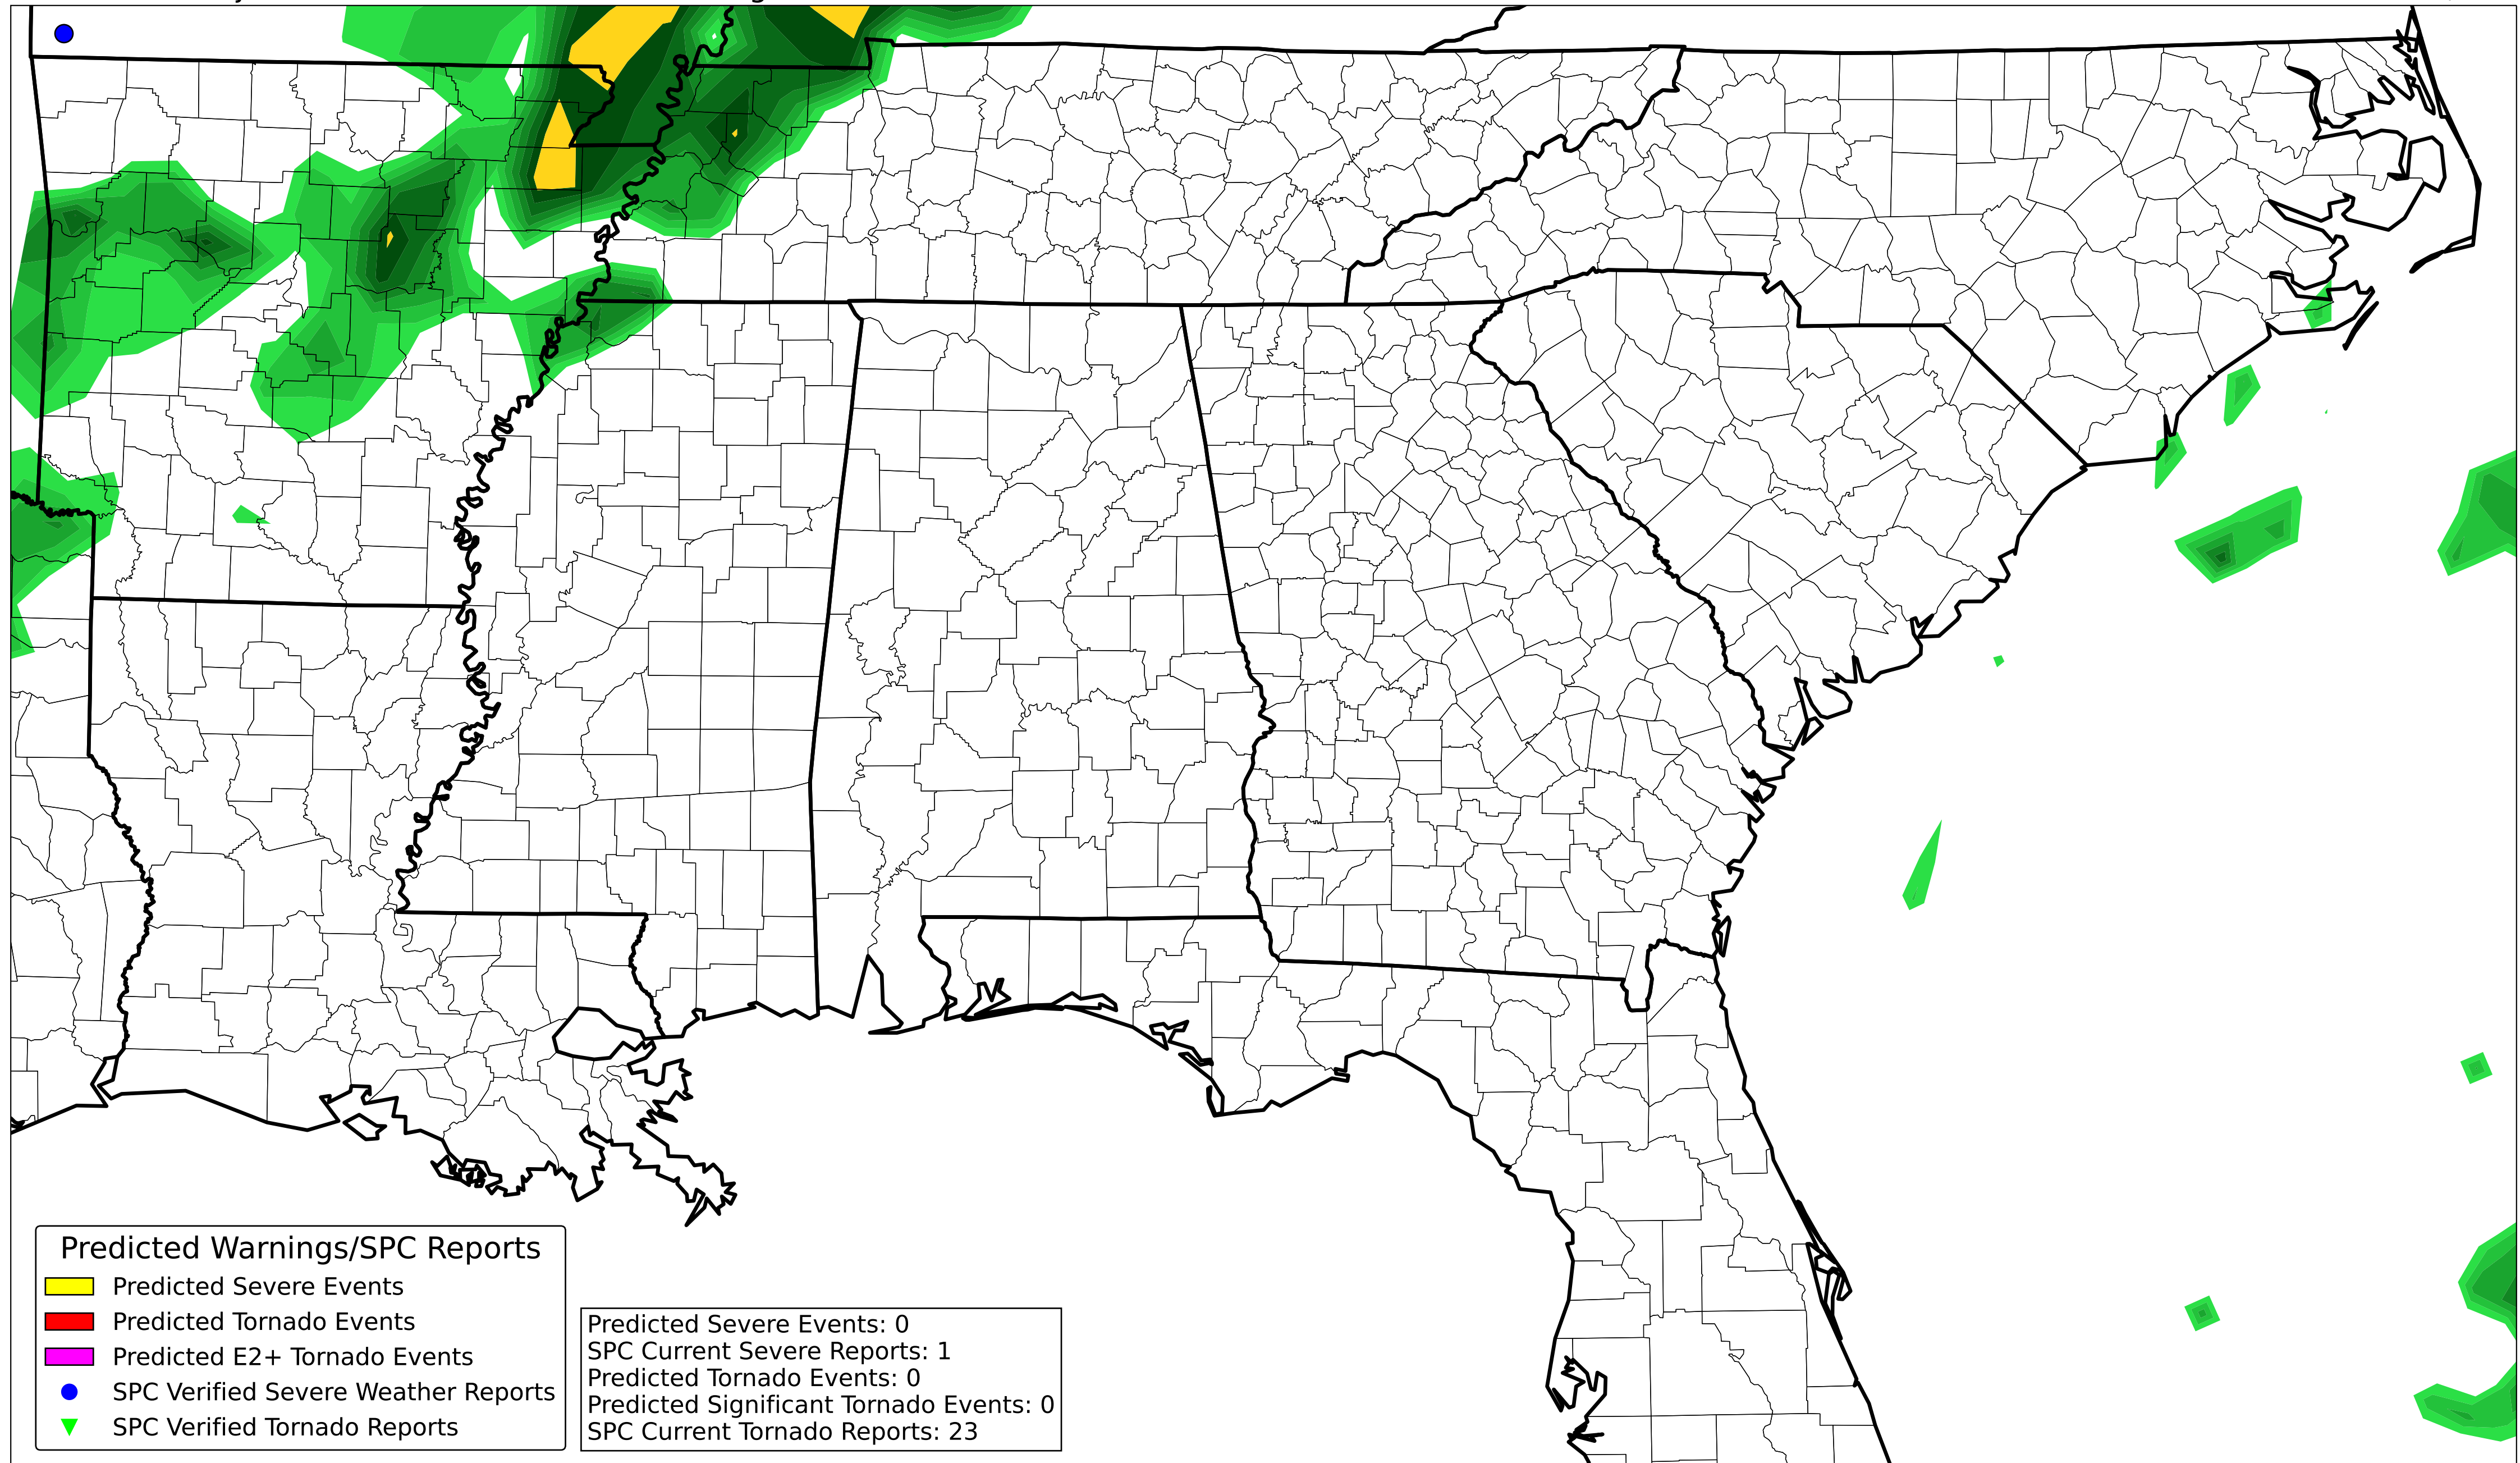 Predicted Warnings/SPC Reports
Predicted Severe Events
Predicted Tornado Events
Predicted E2+ Tornado Events
SPC Verified Severe Weather Reports
SPC Verified Tornado Reports
Predicted Severe Events: 0
SPC Current Severe Reports: 1
Predicted Tornado Events: 0
Predicted Significant Tornado Events: 0
SPC Current Tornado Reports: 23